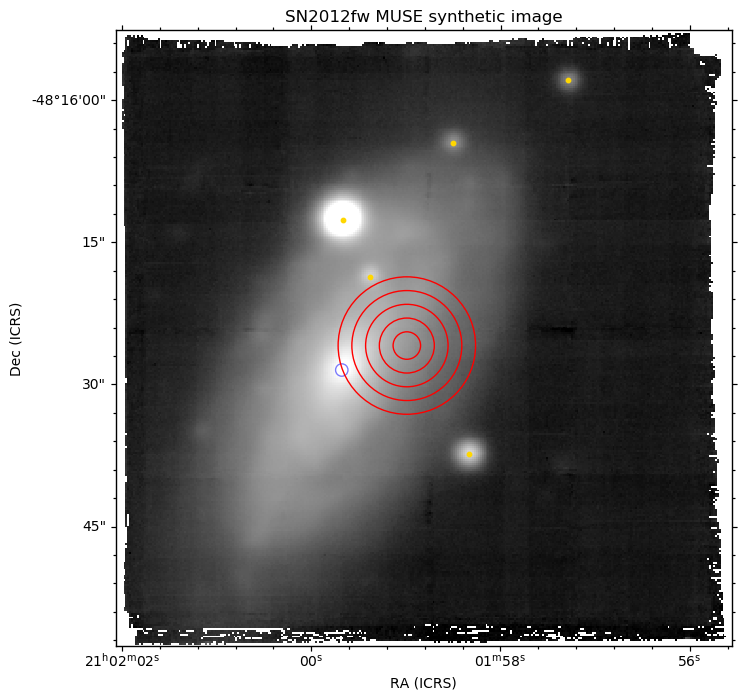 SN2012fw MUSE synthetic image
-48°16'00"
15"
30"
45"
Dec (ICRS)
21h02m02s
00s
01m58s
56s
RA (ICRS)